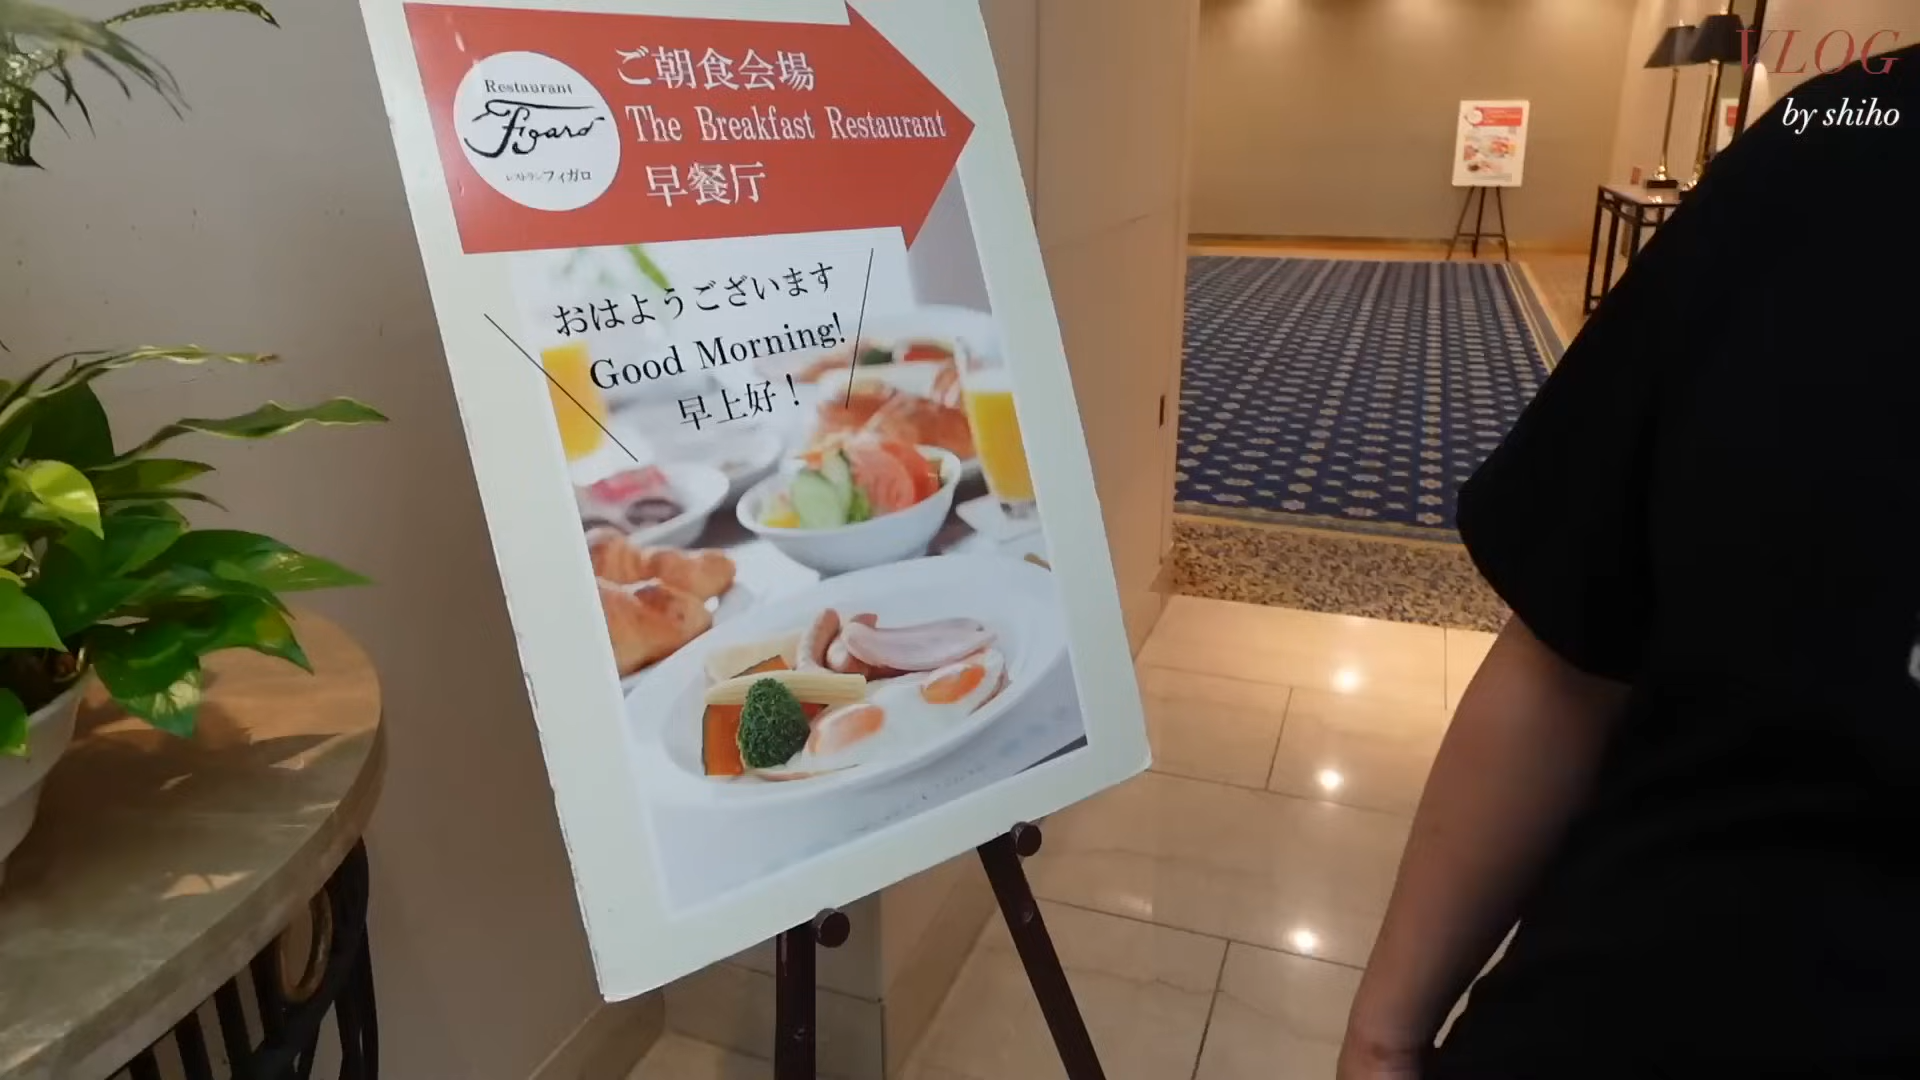 Restaurant
Figaro
レストラン フィガロ
ご朝食会場
The Breakfast Restaurant
早餐厅
おはようございます
Good Morning!
早上好！
VLOG
by shiho